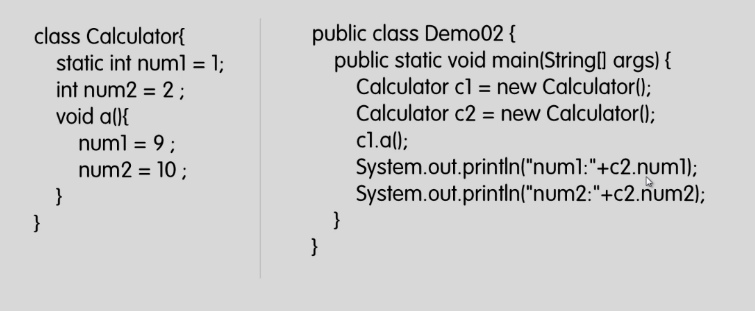 class Calculator{
static int num1 = 1;
int num2 = 2 ;
void a(){
num1 = 9 ;
num2 = 10 ;
}
}
public class Demo02 {
public static void main(String[] args) {
Calculator c1 = new Calculator();
Calculator c2 = new Calculator();
c1.a();
System.out.println("num1:"+c2.num1);
System.out.println("num2:"+c2.num2);
}
}